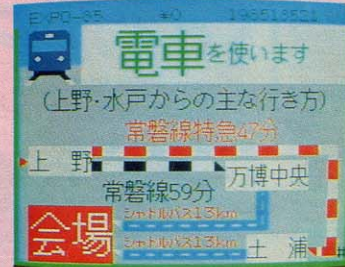 EXPO-85
電車を使います
(上野・水戸からの主な行き方)
常磐線特急47分
上野
常磐線59分
万博中央
会場
シャトルバス13km
シャトルバス13km
土浦